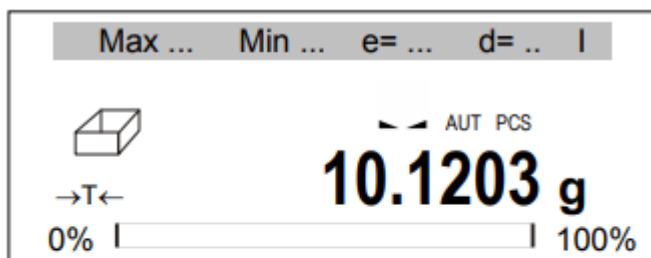 Max ... Min ... e= ... d= .. I
AUT PCS
10.1203 g
→T←
0% 100%